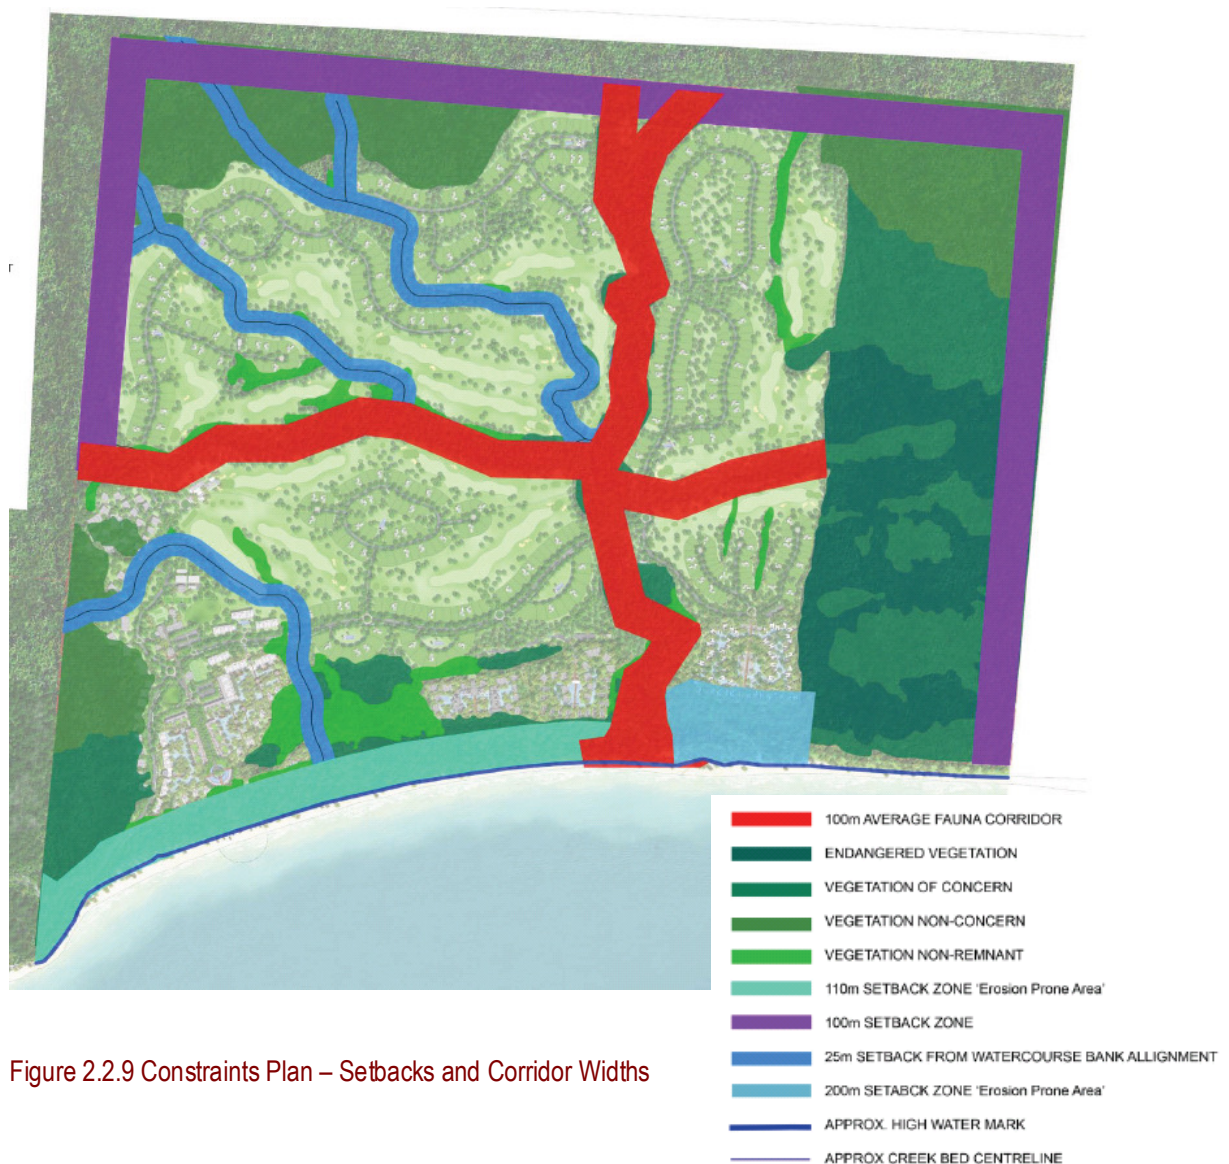 T
100m AVERAGE FAUNA CORRIDOR
ENDANGERED VEGETATION
VEGETATION OF CONCERN
VEGETATION NON-CONCERN
VEGETATION NON-REMNANT
110m SETBACK ZONE 'Erosion Prone Area'
100m SETBACK ZONE
25m SETBACK FROM WATERCOURSE BANK ALLIGNMENT
200m SETABCK ZONE 'Erosion Prone Area'
APPROX. HIGH WATER MARK
APPROX CREEK BED CENTRELINE
Figure 2.2.9 Constraints Plan – Setbacks and Corridor Widths